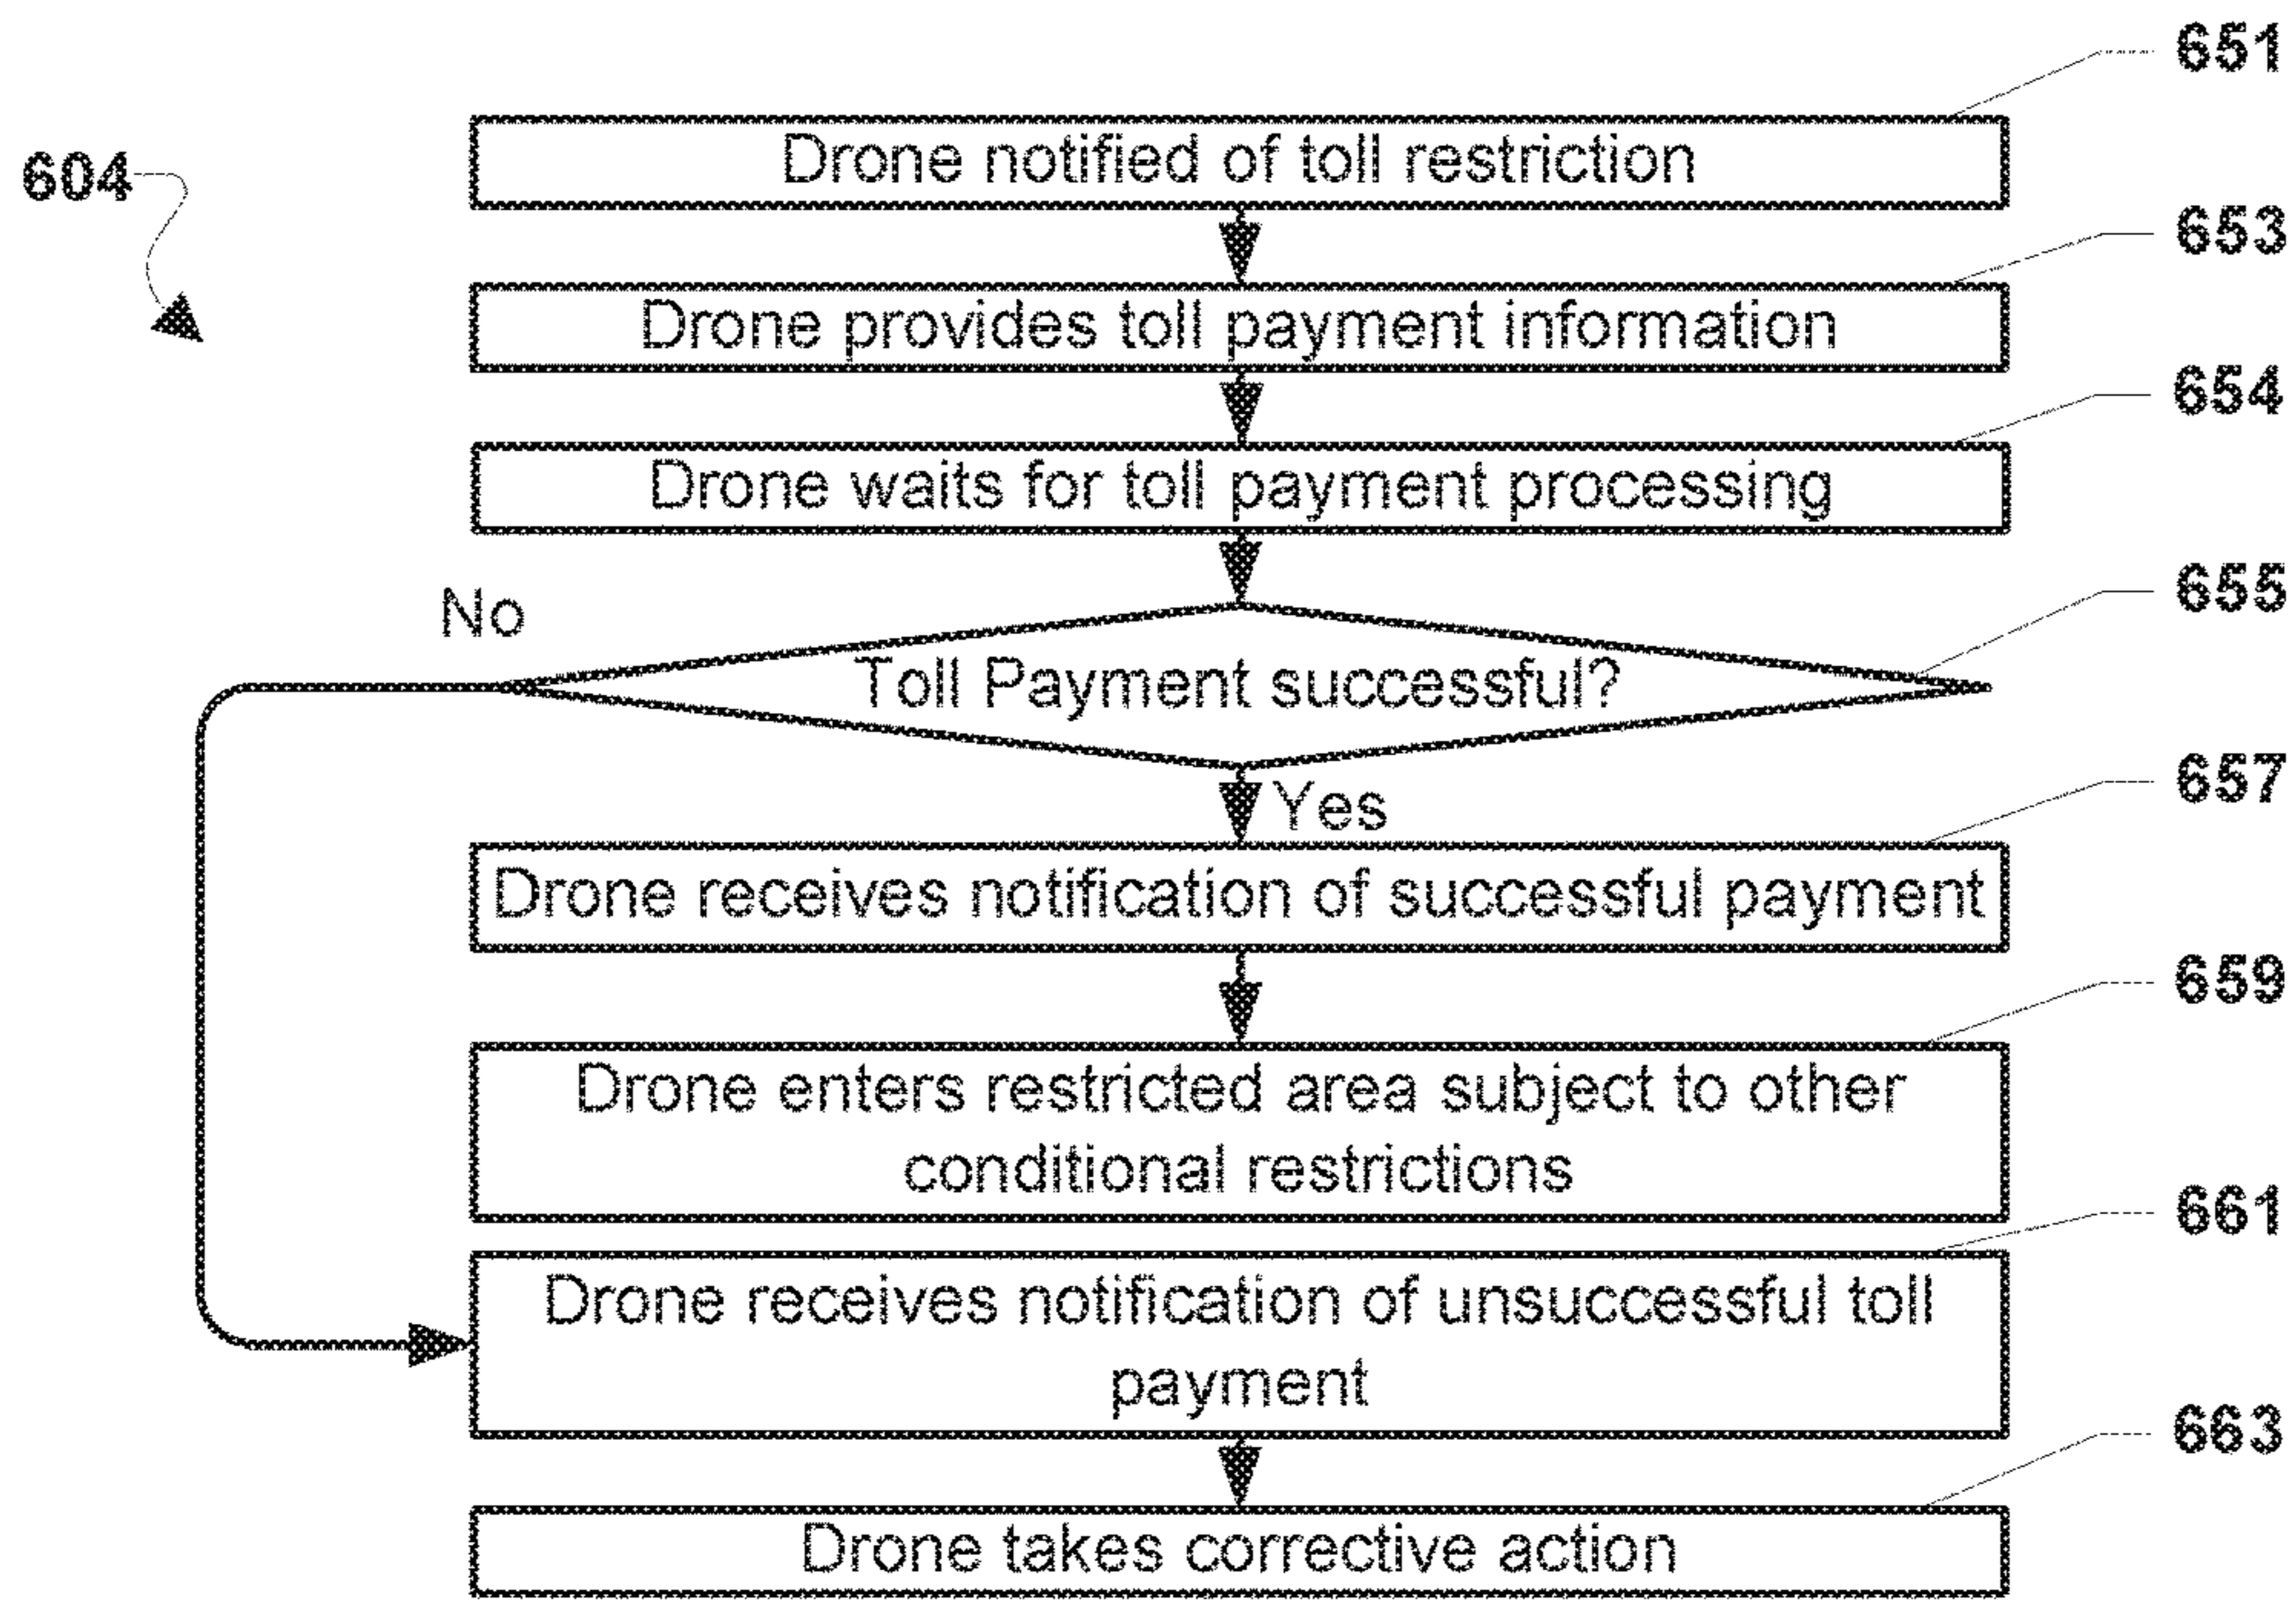 651
Drone notified of toll restriction
604
653
Drone provides toll payment information
654
Drone waits for toll payment processing
655
No
Toll Payment successful?
657
Yes
Drone receives notification of successful payment
659
Drone enters restricted area subject to other
conditional restrictions
661
Drone receives notification of unsuccessful toll
payment
663
Drone takes corrective action